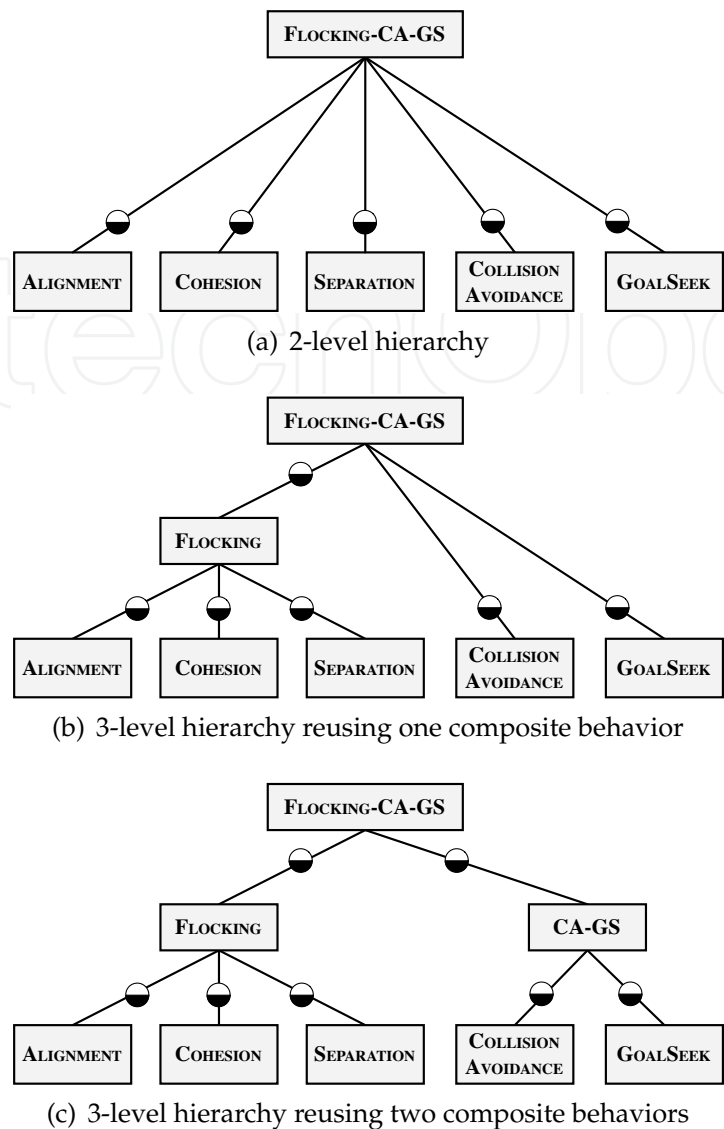 FLOCKING-CA-GS
ALIGNMENT COHESION SEPARATION COLLISION AVOIDANCE GOALSEEK
(a) 2-level hierarchy
FLOCKING-CA-GS
FLOCKING
ALIGNMENT COHESION SEPARATION COLLISION AVOIDANCE GOALSEEK
(b) 3-level hierarchy reusing one composite behavior
FLOCKING-CA-GS
FLOCKING CA-GS
ALIGNMENT COHESION SEPARATION COLLISION AVOIDANCE GOALSEEK
(c) 3-level hierarchy reusing two composite behaviors